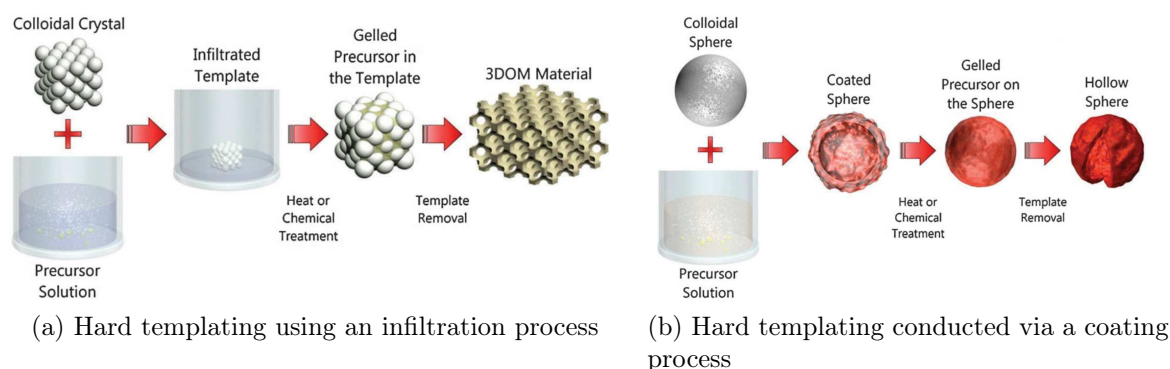 Colloidal Crystal
Infiltrated
Template
Gelled
Precursor in
the Template
3DOM Material
Heat or
Chemical
Treatment
Template
Removal
Precursor
Solution
(a) Hard templating using an infiltration process
Colloidal
Sphere
Coated
Sphere
Gelled
Precursor on
the Sphere
Hollow
Sphere
Heat or
Chemical
Treatment
Template
Removal
Precursor
Solution
(b) Hard templating conducted via a coating
process